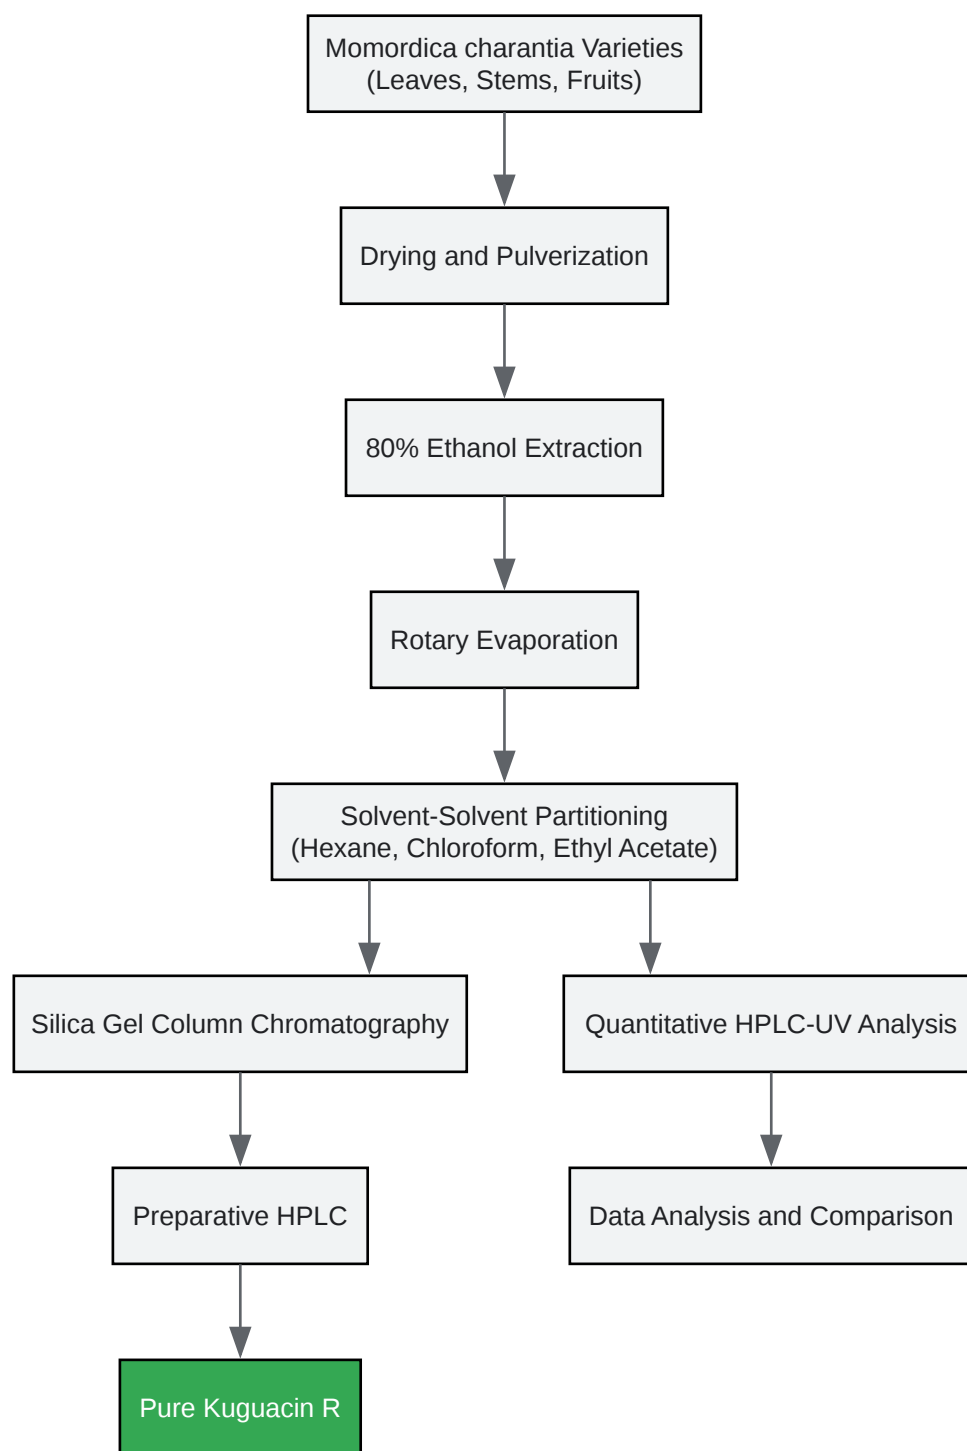 Momordica charantia Varieties
(Leaves, Stems, Fruits)
Drying and Pulverization
80% Ethanol Extraction
Rotary Evaporation
Solvent-Solvent Partitioning
(Hexane, Chloroform, Ethyl Acetate)
Silica Gel Column Chromatography
Quantitative HPLC-UV Analysis
Preparative HPLC
Data Analysis and Comparison
Pure Kuguacin R